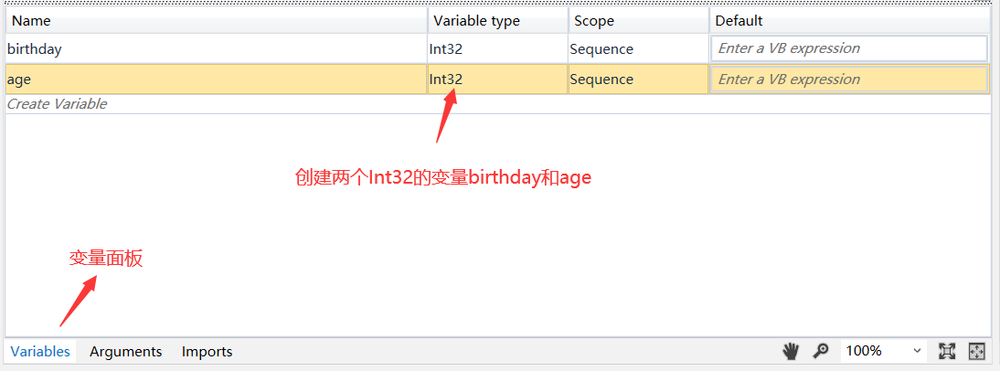 Name Variable type Scope Default
birthday Int32 Sequence Enter a VB expression
age Int32 Sequence Enter a VB expression
Create Variable
创建两个Int32的变量birthday和age
变量面板
Variables Arguments Imports 100%